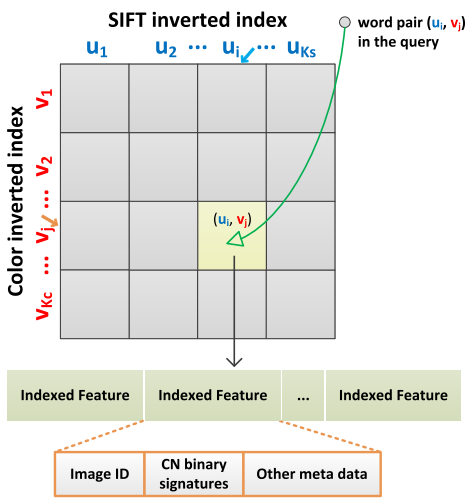 SIFT inverted index
u1 u2 ... ui ... uKs
word pair (ui, vj)
in the query
Color inverted index
v1 v2 ... vj ... vKc
(ui, vj)
Indexed Feature Indexed Feature ... Indexed Feature
Image ID CN binary signatures Other meta data